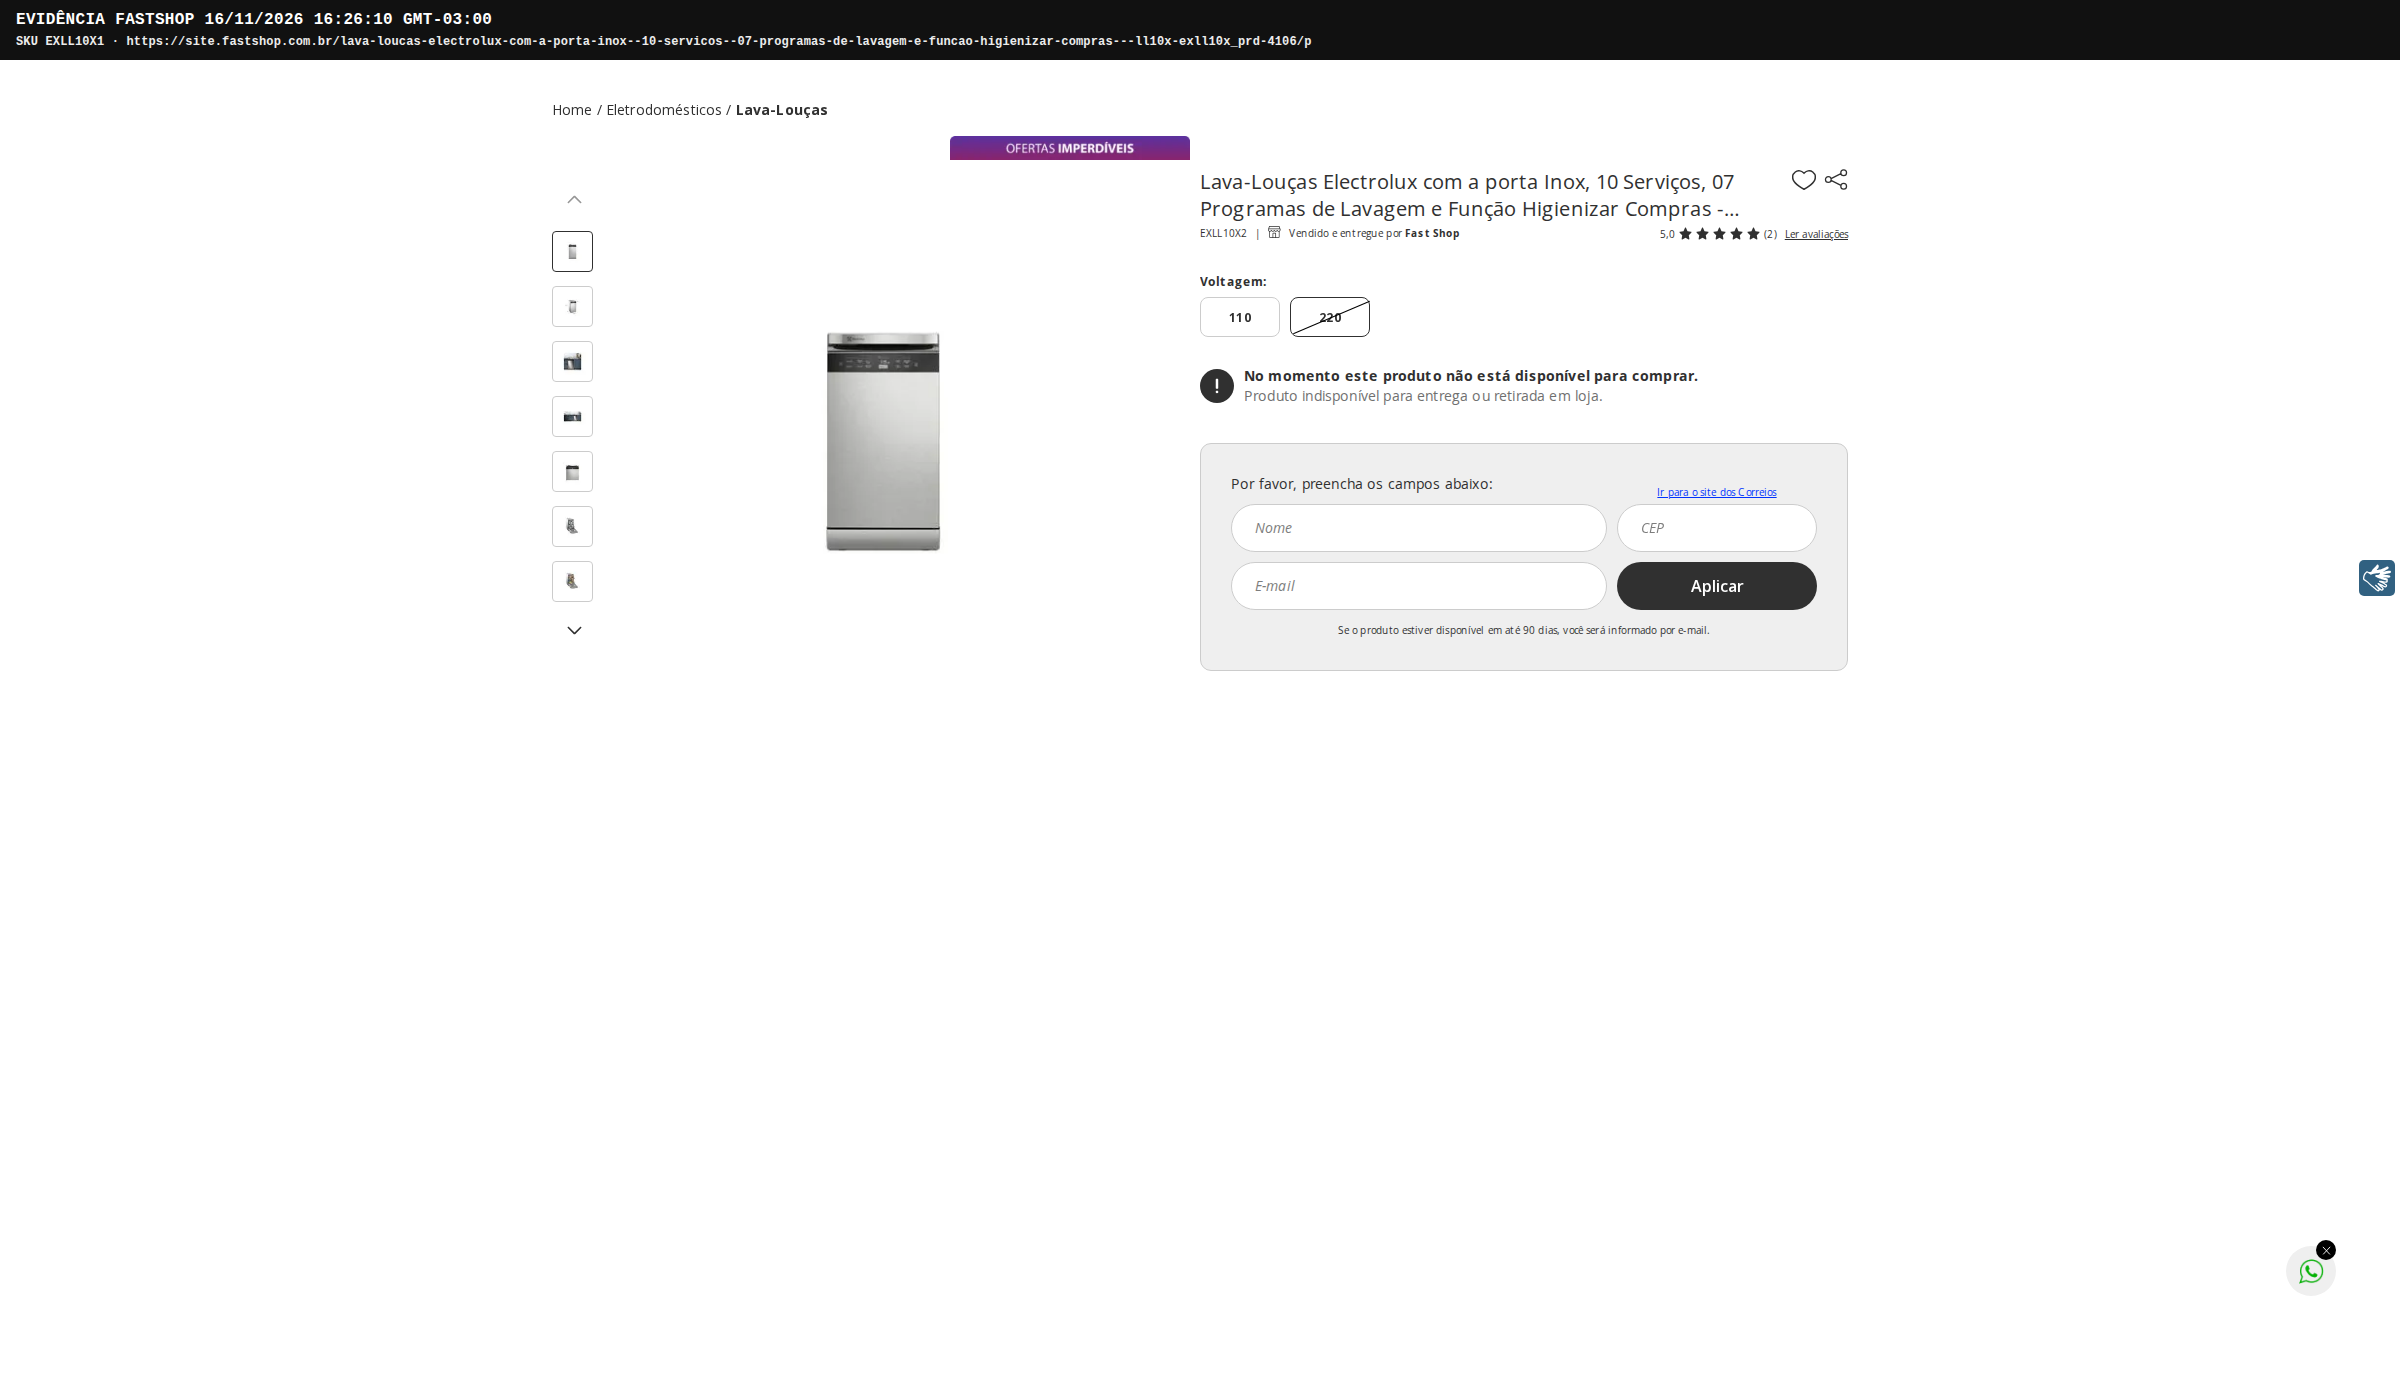 EVIDÊNCIA FASTSHOP 16/11/2026 16:26:10 GMT-03:00
SKU EXLL10X1 · https://site.fastshop.com.br/lava-loucas-electrolux-com-a-porta-inox--10-servicos--07-programas-de-lavagem-e-funcao-higienizar-compras---ll10x-exll10x_prd-4106/p
Home / Eletrodomésticos / Lava-Louças
OFERTAS IMPERDÍVEIS
Lava-Louças Electrolux com a porta Inox, 10 Serviços, 07
Programas de Lavagem e Função Higienizar Compras -...
EXLL10X2 | Vendido e entregue por Fast Shop
5,0 (2) Ler avaliações
Voltagem:
110
220
No momento este produto não está disponível para comprar.
Produto indisponível para entrega ou retirada em loja.
Por favor, preencha os campos abaixo:
Ir para o site dos Correios
Nome
CEP
E-mail
Aplicar
Se o produto estiver disponível em até 90 dias, você será informado por e-mail.